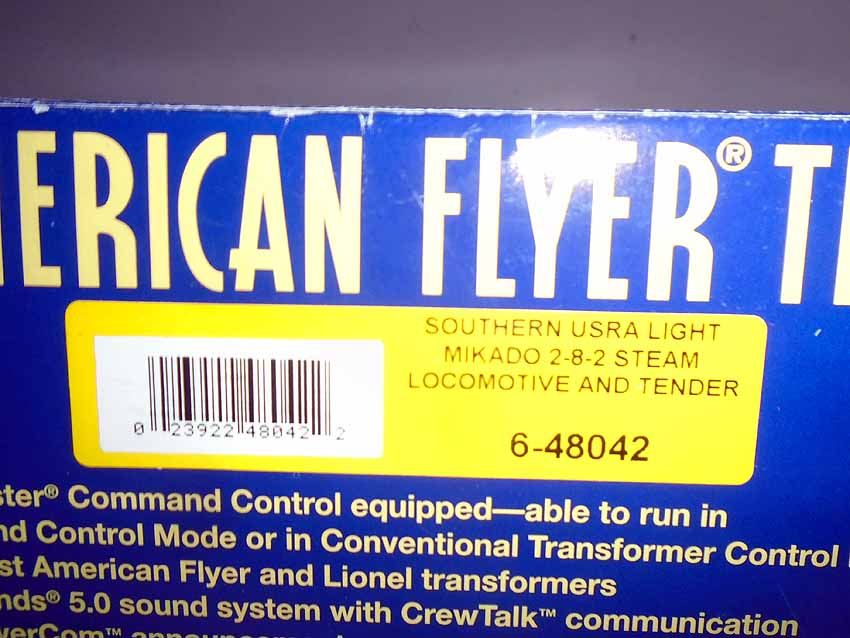 ERICAN FLYER® T
SOUTHERN USRA LIGHT
MIKADO 2-8-2 STEAM
LOCOMOTIVE AND TENDER
6-48042
0 23922 48042 2
ster® Command Control equipped—able to run in
nd Control Mode or in Conventional Transformer Control
st American Flyer and Lionel transformers
nds® 5.0 sound system with CrewTalk™ communication
werCom™